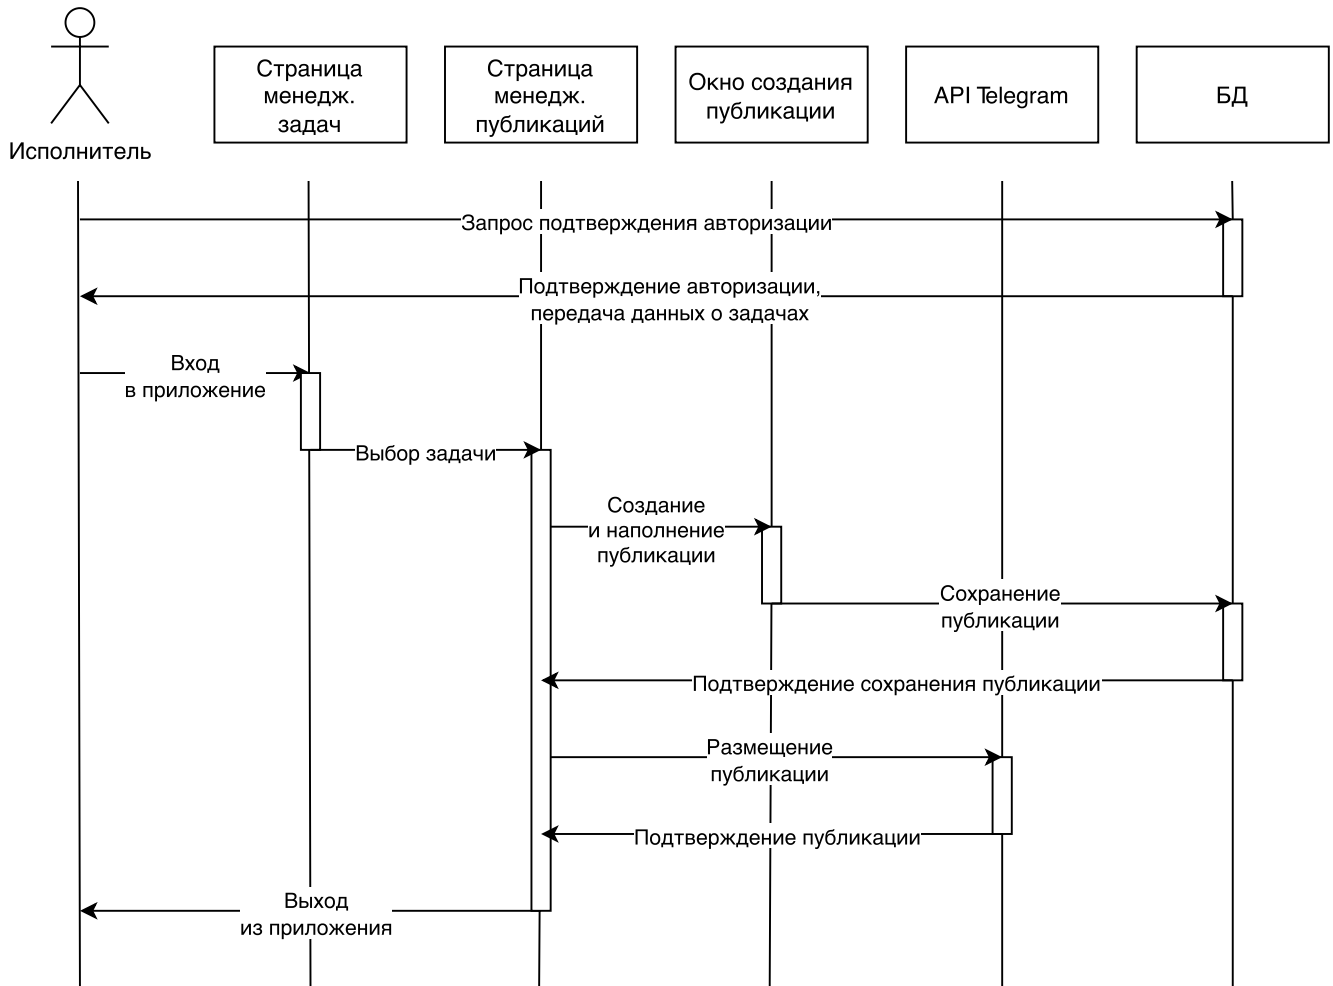 Исполнитель
Страница
менедж.
задач
Страница
менедж.
публикаций
Окно создания
публикации
API Telegram
БД
Запрос подтверждения авторизации
Подтверждение авторизации,
передача данных о задачах
Вход
в приложение
Выбор задачи
Создание
и наполнение
публикации
Сохранение
публикации
Подтверждение сохранения публикации
Размещение
публикации
Подтверждение публикации
Выход
из приложения